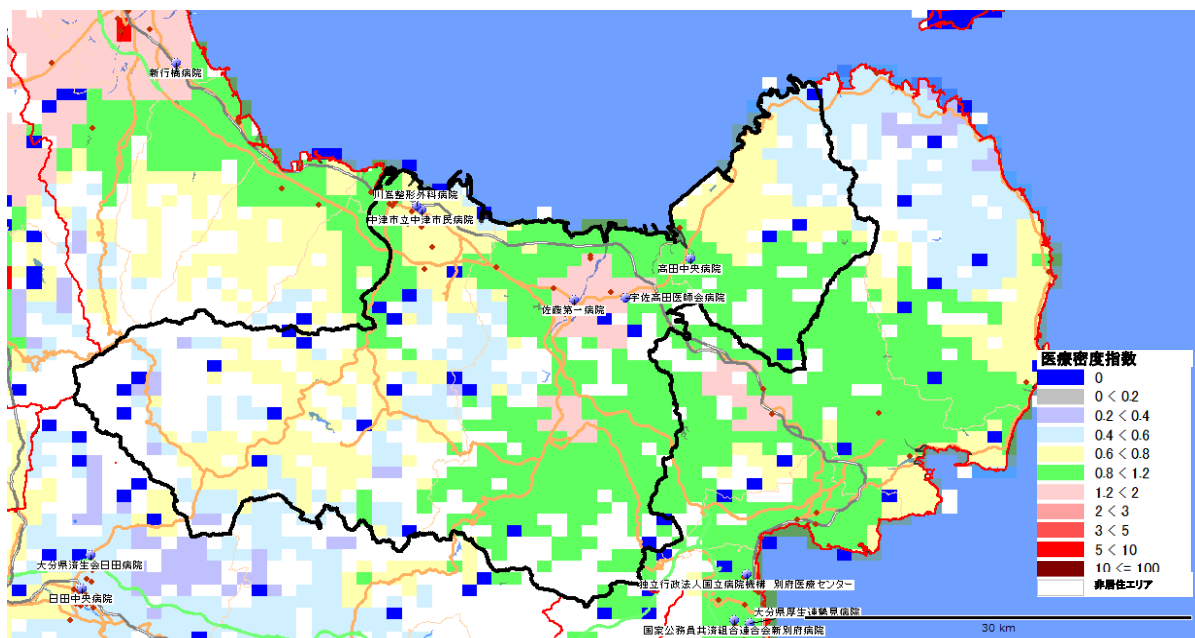 新行橋病院
川嶌整形外科病院
中津市立中津市民病院
高田中央病院
宇佐高田医師会病院
佐藤第一病院
医療密度指数
0
0 < 0.2
0.2 < 0.4
0.4 < 0.6
0.6 < 0.8
0.8 < 1.2
1.2 < 2
2 < 3
3 < 5
5 < 10
10 <= 100
非居住エリア
大分県済生会日田病院
日田中央病院
独立行政法人国立病院機構 別府医療センター
大分県厚生連鶴見病院
国家公務員共済組合連合会新別府病院
30 km